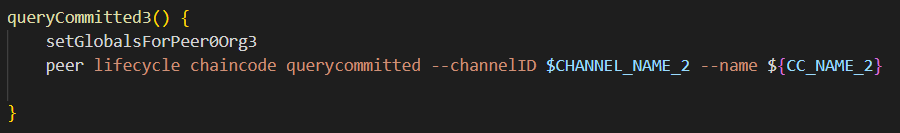 queryCommitted3() {
    setGlobalsForPeer0Org3
    peer lifecycle chaincode querycommitted --channelID $CHANNEL_NAME_2 --name ${CC_NAME_2}
}